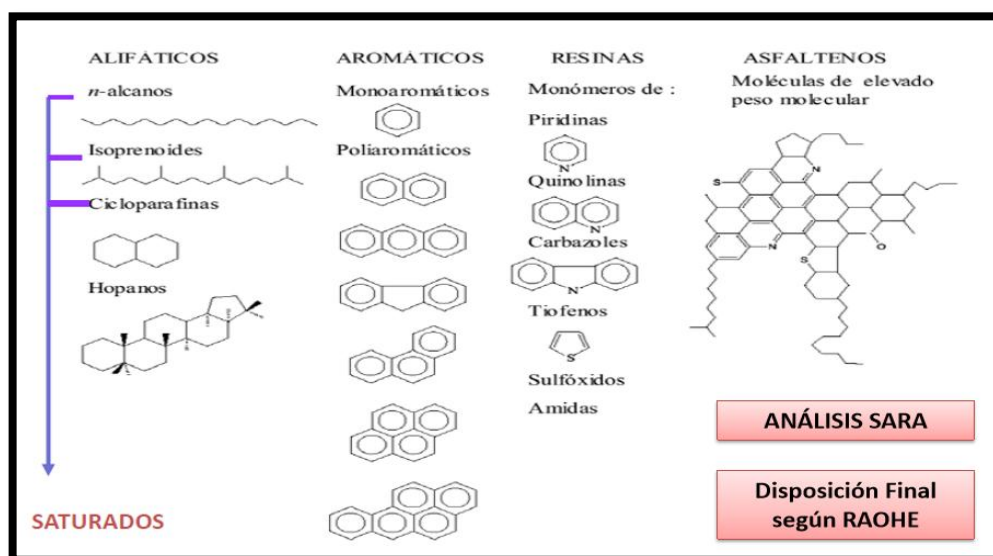 ALIFÁTICOS
n-alcanos
Isoprenoides
Cicloparafinas
Hopanos
SATURADOS
AROMÁTICOS
Monoaromáticos
Poliaromáticos
RESINAS
Monómeros de :
Piridinas
N
Quinolinas
N
Carbazoles
N
Tiofenos
S
Sulfóxidos
Amidas
ASFALTENOS
Moléculas de elevado
peso molecular
N
S
N
S
O
ANÁLISIS SARA
Disposición Final
según RAOHE